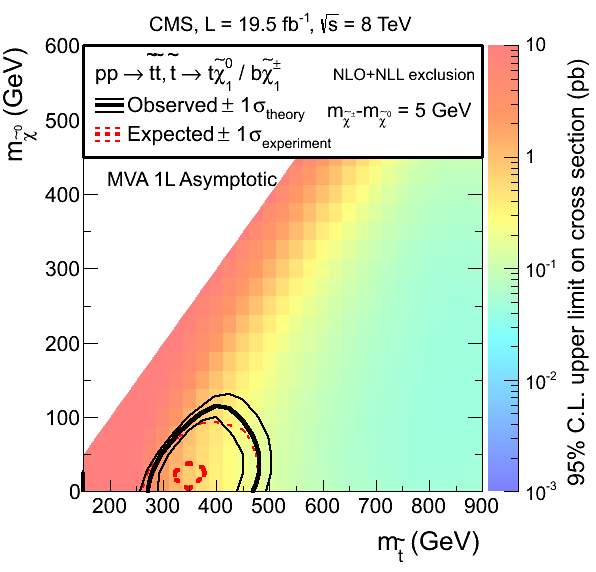 CMS, L = 19.5 fb⁻¹, √s = 8 TeV
pp → t̃t̃, t̃ → tχ̃⁰₁ / bχ̃±₁ NLO+NLL exclusion
Observed ± 1σtheory mχ̃±-mχ̃⁰ = 5 GeV
Expected ± 1σexperiment
MVA 1L Asymptotic
mχ̃⁰ (GeV)
600
500
400
300
200
100
0
200 300 400 500 600 700 800 900
mt̃ (GeV)
10
1
10⁻¹
10⁻²
10⁻³
95% C.L. upper limit on cross section (pb)